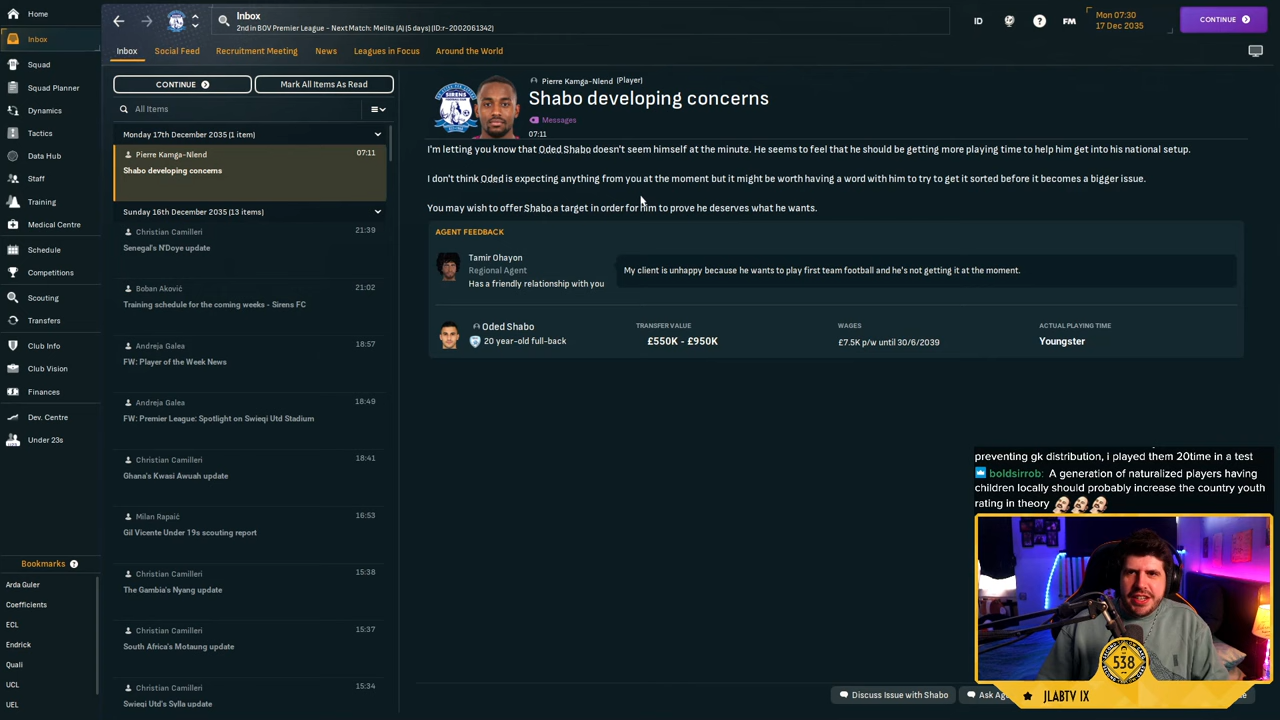 Home
Inbox
Squad
Squad Planner
Dynamics
Tactics
Data Hub
Staff
Training
Medical Centre
Schedule
Competitions
Scouting
Transfers
Club Info
Club Vision
Finances
Dev. Centre
Under 23s
Bookmarks
Arda Guler
Coefficients
ECL
Endrick
Quali
UCL
UEL
Inbox
2nd in BOV Premier League - Next Match: Melita (A) (5 days) (ID:r-2002061342)
ID
FM
Mon 07:30
17 Dec 2035
CONTINUE
Inbox
Social Feed
Recruitment Meeting
News
Leagues in Focus
Around the World
CONTINUE
Mark All Items As Read
All Items
Monday 17th December 2035 (1 item)
Pierre Kamga-Nlend 07:11
Shabo developing concerns
Sunday 16th December 2035 (13 items)
Christian Camilleri 21:39
Senegal's N'Doye update
Boban Aković 21:02
Training schedule for the coming weeks - Sirens FC
Andreja Galea 18:57
FW: Player of the Week News
Andreja Galea 18:49
FW: Premier League: Spotlight on Swieqi Utd Stadium
Christian Camilleri 18:41
Ghana's Kwasi Awuah update
Milan Rapaić 16:53
Gil Vicente Under 19s scouting report
Christian Camilleri 15:38
The Gambia's Nyang update
Christian Camilleri 15:37
South Africa's Motaung update
Christian Camilleri 15:34
Swieqi Utd's Sylla update
SIRENS
Pierre Kamga-Nlend (Player)
Shabo developing concerns
Messages
07:11
I'm letting you know that Oded Shabo doesn't seem himself at the minute. He seems to feel that he should be getting more playing time to help him get into his national setup.
I don't think Oded is expecting anything from you at the moment but it might be worth having a word with him to try to get it sorted before it becomes a bigger issue.
You may wish to offer Shabo a target in order for him to prove he deserves what he wants.
AGENT FEEDBACK
Tamir Ohayon
Regional Agent
Has a friendly relationship with you
My client is unhappy because he wants to play first team football and he's not getting it at the moment.
Oded Shabo
20 year-old full-back
TRANSFER VALUE
£550K - £950K
WAGES
£7.5K p/w until 30/6/2039
ACTUAL PLAYING TIME
Youngster
preventing gk distribution, i played them 20time in a test
boldsirrob: A generation of naturalized players having
children locally should probably increase the country youth
rating in theory
538
JLABTV IX
Discuss Issue with Shabo